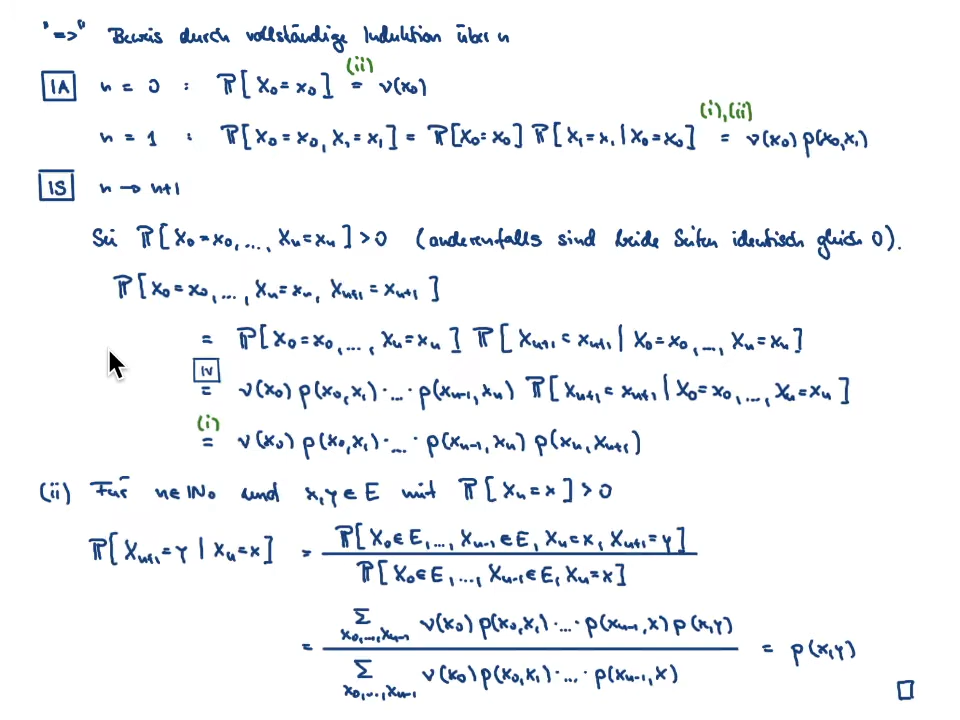 "=>" Beweis durch vollständige Induktion über n
IA n = 0 : ℙ[X₀ = x₀] (ii) = ν(x₀)
n = 1 : ℙ[X₀ = x₀, X₁ = x₁] = ℙ[X₀ = x₀] ℙ[X₁ = x₁ | X₀ = x₀] (i),(ii) = ν(x₀) p(x₀,x₁)
IS n → n+1
Sei ℙ[X₀ = x₀, ..., Xₙ = xₙ] > 0 (anderenfalls sind beide Seiten identisch gleich 0).
ℙ[X₀ = x₀, ..., Xₙ = xₙ, Xₙ₊₁ = xₙ₊₁]
= ℙ[X₀ = x₀, ..., Xₙ = xₙ] ℙ[Xₙ₊₁ = xₙ₊₁ | X₀ = x₀, ..., Xₙ = xₙ]
IV = ν(x₀) p(x₀,x₁) · ... · p(xₙ₋₁,xₙ) ℙ[Xₙ₊₁ = xₙ₊₁ | X₀ = x₀, ..., Xₙ = xₙ]
(i) = ν(x₀) p(x₀,x₁) · ... · p(xₙ₋₁,xₙ) p(xₙ,xₙ₊₁)
(ii) Für n∈ℕ₀ und x,y ∈ E mit ℙ[Xₙ = x] > 0
ℙ[Xₙ₊₁ = y | Xₙ = x] = ℙ[X₀ ∈ E, ..., Xₙ₋₁ ∈ E, Xₙ = x, Xₙ₊₁ = y]
ℙ[X₀ ∈ E, ..., Xₙ₋₁ ∈ E, Xₙ = x]
= Σ x₀,...,xₙ₋₁ ν(x₀) p(x₀,x₁) · ... · p(xₙ₋₁,x) p(x,y)
Σ x₀,...,xₙ₋₁ ν(x₀) p(x₀,x₁) · ... · p(xₙ₋₁,x) = p(x,y)
□